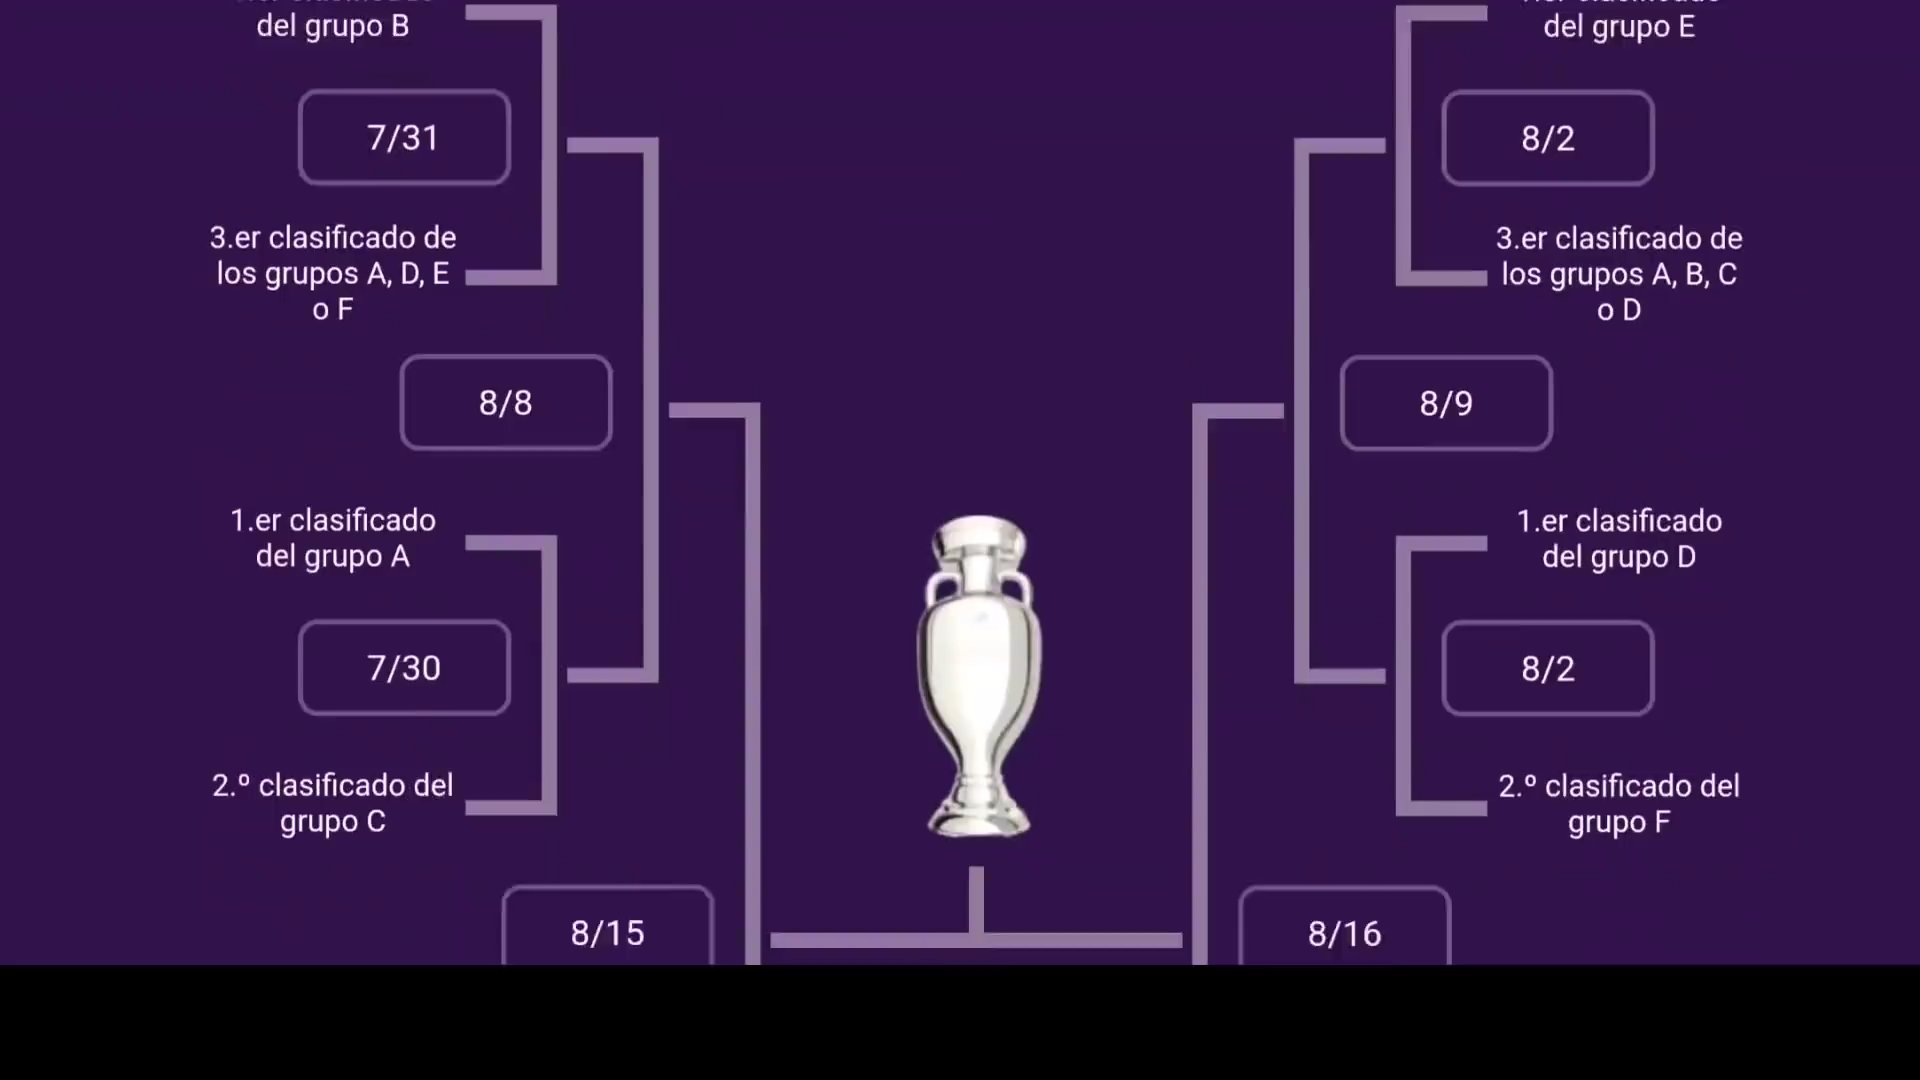 del grupo B
7/31
3.er clasificado de
los grupos A, D, E
o F
8/8
1.er clasificado
del grupo A
7/30
2.º clasificado del
grupo C
8/15
del grupo E
8/2
3.er clasificado de
los grupos A, B, C
o D
8/9
1.er clasificado
del grupo D
8/2
2.º clasificado del
grupo F
8/16